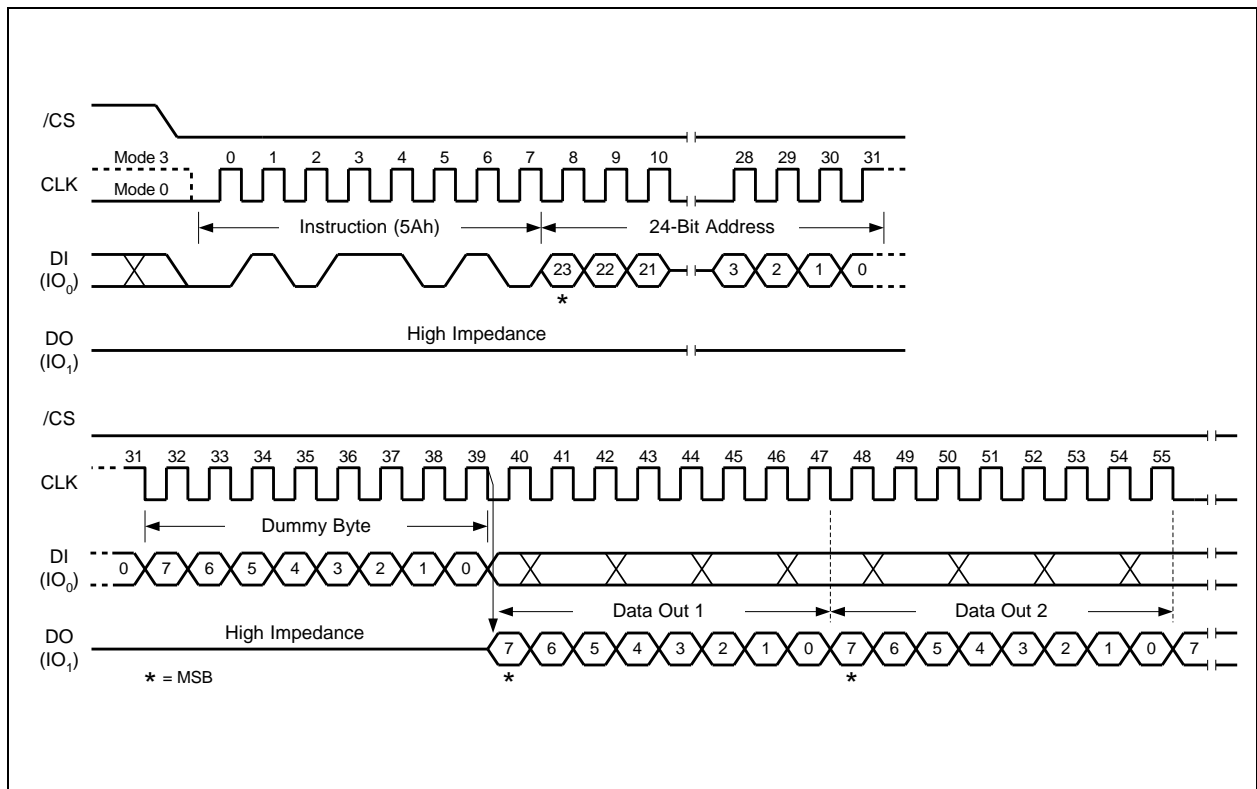 /CS
Mode 3 0 1 2 3 4 5 6 7 8 9 10 28 29 30 31
CLK
Mode 0
Instruction (5Ah) 24-Bit Address
DI
(IO0) 23 22 21 3 2 1 0
*
DO
(IO1)
High Impedance
/CS
31 32 33 34 35 36 37 38 39 40 41 42 43 44 45 46 47 48 49 50 51 52 53 54 55
CLK
Dummy Byte
DI
(IO0) 0 7 6 5 4 3 2 1 0
Data Out 1 Data Out 2
DO
(IO1)
High Impedance 7 6 5 4 3 2 1 0 7 6 5 4 3 2 1 0 7
* = MSB * *